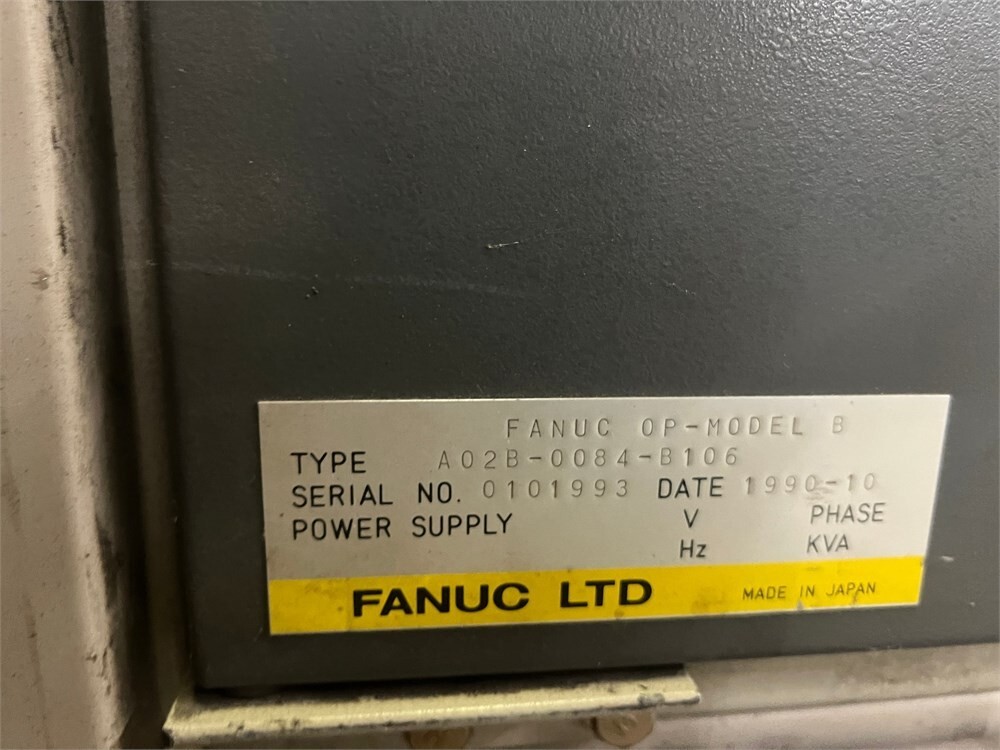 FANUC OP-MODEL B
TYPE A02B-0084-B106
SERIAL NO. 0101993 DATE 1990-10
POWER SUPPLY V PHASE
Hz KVA
FANUC LTD MADE IN JAPAN